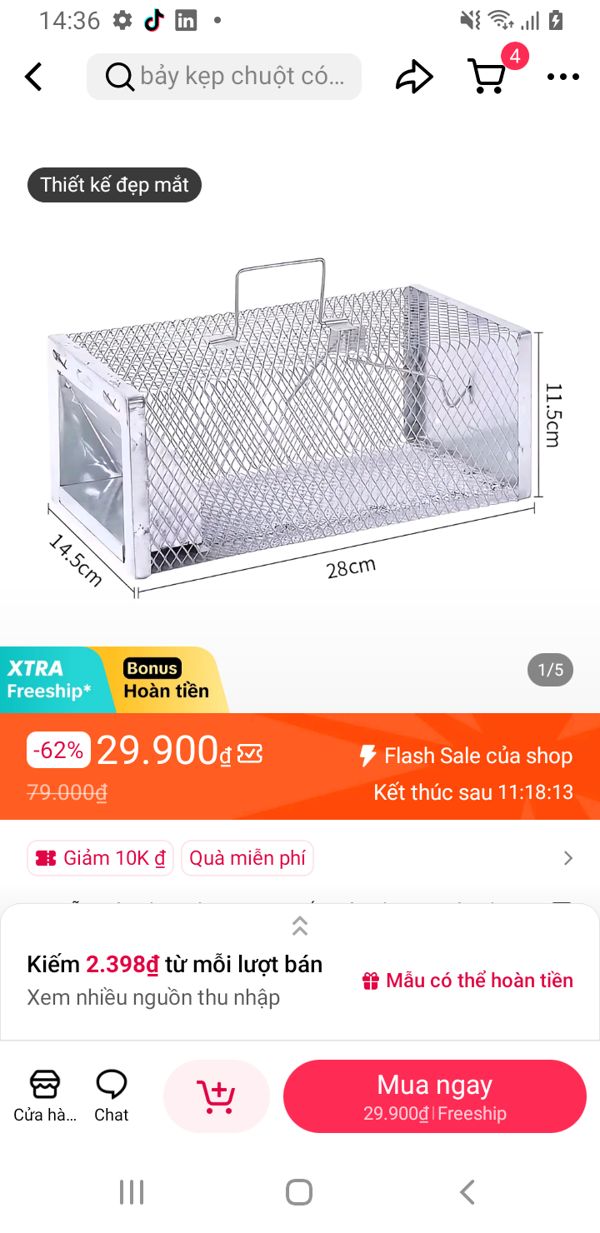 14:36
bảy kẹp chuột có...
4
Thiết kế đẹp mắt
11.5cm
14.5cm
28cm
XTRA
Freeship*
Bonus
Hoàn tiền
1/5
-62% 29.900₫
Flash Sale của shop
79.000₫
Kết thúc sau 11:18:13
Giảm 10K ₫
Quà miễn phí
Kiếm 2.398₫ từ mỗi lượt bán
Xem nhiều nguồn thu nhập
Mẫu có thể hoàn tiền
Cửa hà...
Chat
Mua ngay
29.900₫ | Freeship